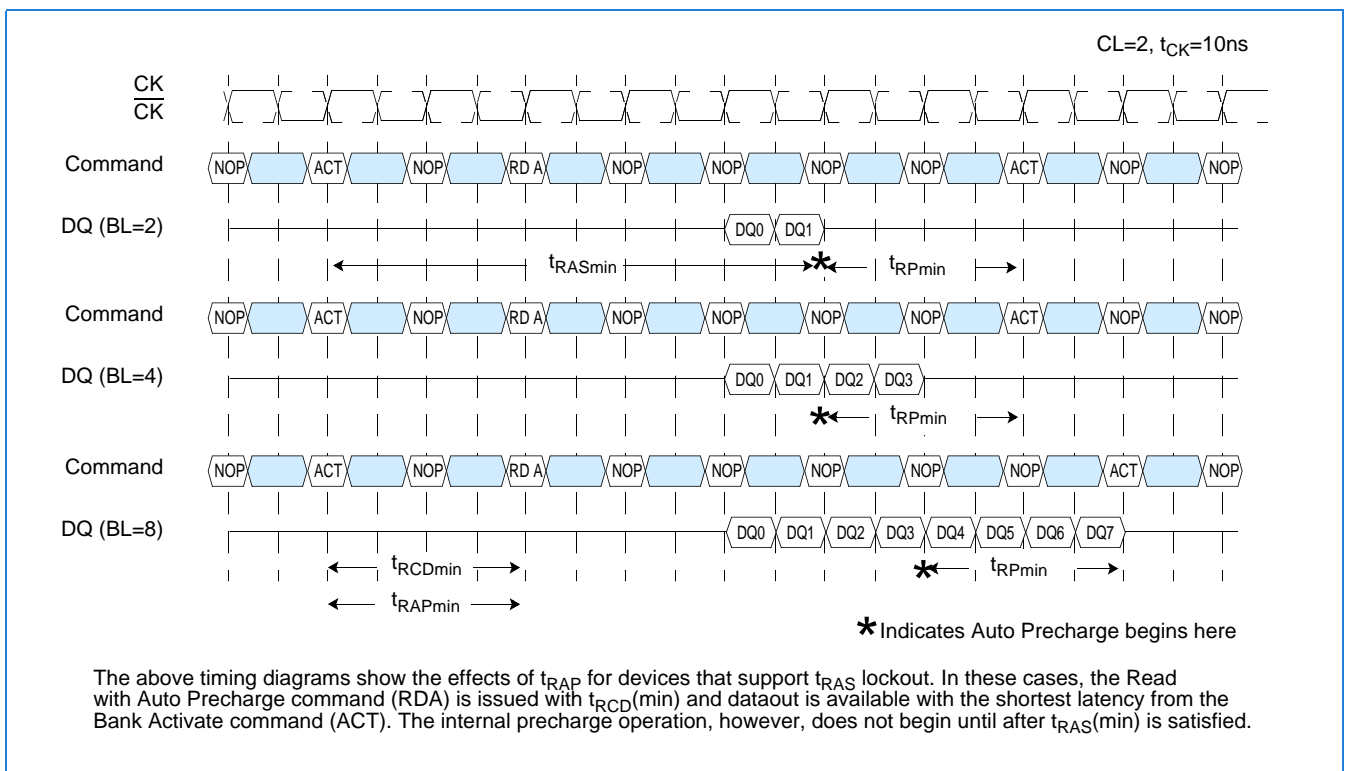 CL=2, tCK=10ns
CK
CK
Command NOP ACT NOP RD A NOP NOP NOP NOP ACT NOP NOP
DQ (BL=2) DQ0 DQ1
tRASmin * tRPmin
Command NOP ACT NOP RD A NOP NOP NOP NOP ACT NOP NOP
DQ (BL=4) DQ0 DQ1 DQ2 DQ3
* tRPmin
Command NOP ACT NOP RD A NOP NOP NOP NOP NOP ACT NOP
DQ (BL=8) DQ0 DQ1 DQ2 DQ3 DQ4 DQ5 DQ6 DQ7
tRCDmin * tRPmin
tRAPmin
* Indicates Auto Precharge begins here
The above timing diagrams show the effects of tRAP for devices that support tRAS lockout. In these cases, the Read
with Auto Precharge command (RDA) is issued with tRCD(min) and dataout is available with the shortest latency from the
Bank Activate command (ACT). The internal precharge operation, however, does not begin until after tRAS(min) is satisfied.